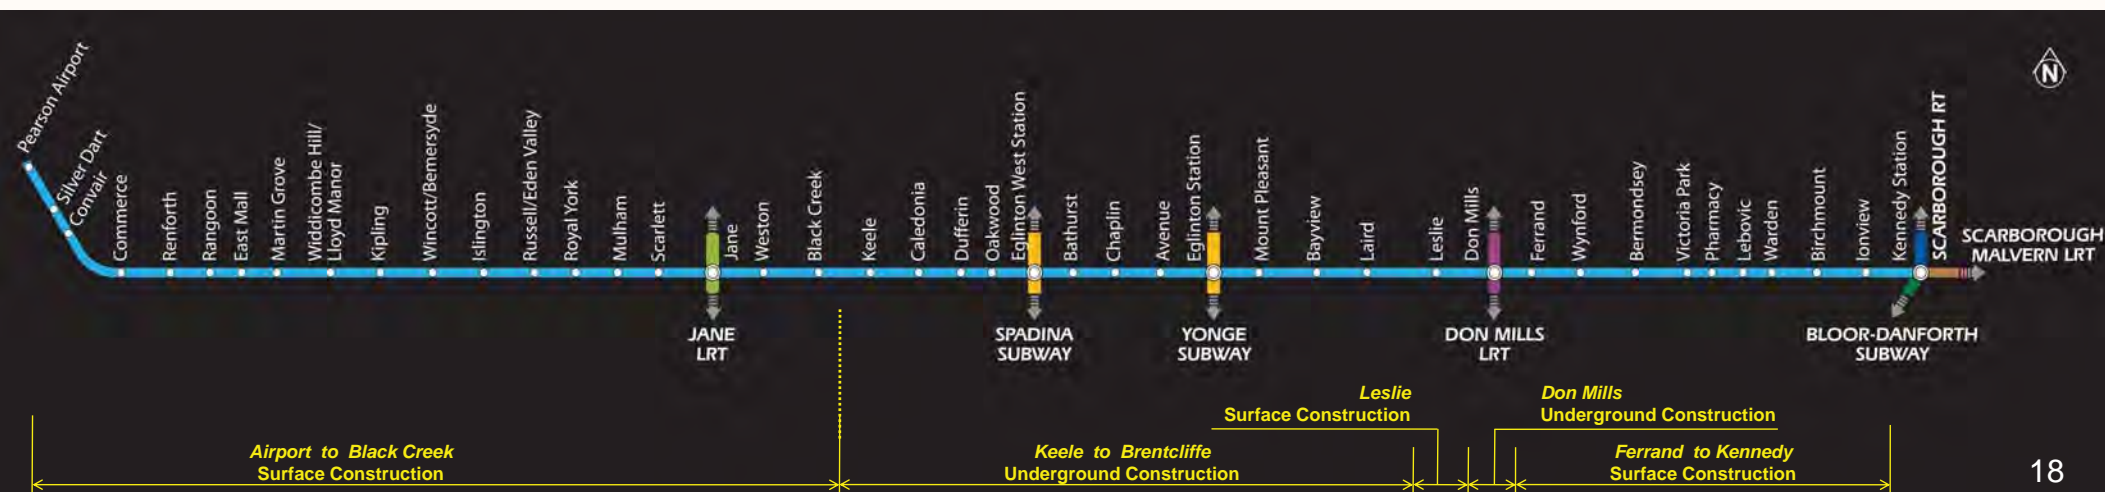 Pearson Airport
Silver Dart
Convair
Commerce
Renforth
Rangoon
East Mall
Martin Grove
Widdicombe Hill/
Lloyd Manor
Kipling
Wincott/Bemersyde
Islington
Russell/Eden Valley
Royal York
Mulham
Scarlett
Jane
Weston
Black Creek
Keele
Caledonia
Dufferin
Oakwood
Eglinton West Station
Bathurst
Chaplin
Avenue
Eglinton Station
Mount Pleasant
Bayview
Laird
Leslie
Don Mills
Ferrand
Wynford
Bermondsey
Victoria Park
Pharmacy
Lebovic
Warden
Birchmount
Ionview
Kennedy Station
SCARBOROUGH RT
N
SCARBOROUGH
MALVERN LRT
JANE
LRT
SPADINA
SUBWAY
YONGE
SUBWAY
DON MILLS
LRT
BLOOR-DANFORTH
SUBWAY
Leslie
Surface Construction
Don Mills
Underground Construction
Airport to Black Creek
Surface Construction
Keele to Brentcliffe
Underground Construction
Ferrand to Kennedy
Surface Construction
18